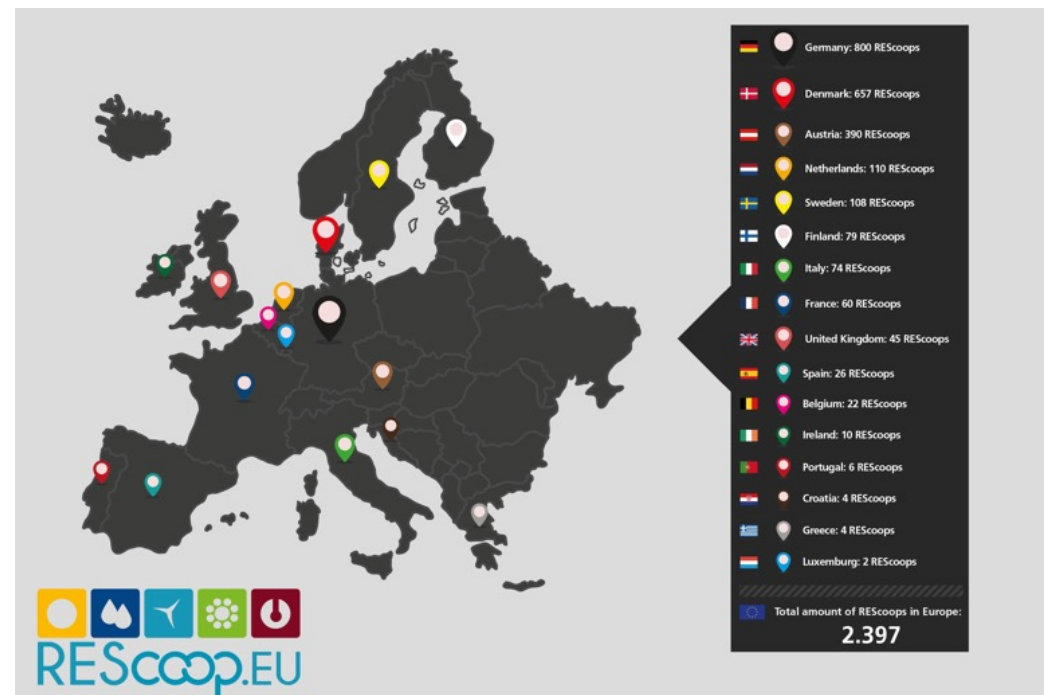 Germany: 800 REScoops
Denmark: 657 REScoops
Austria: 390 REScoops
Netherlands: 110 REScoops
Sweden: 108 REScoops
Finland: 79 REScoops
Italy: 74 REScoops
France: 60 REScoops
United Kingdom: 45 REScoops
Spain: 26 REScoops
Belgium: 22 REScoops
Ireland: 10 REScoops
Portugal: 6 REScoops
Croatia: 4 REScoops
Greece: 4 REScoops
Luxemburg: 2 REScoops
Total amount of REScoops in Europe:
2.397
REScoop.EU